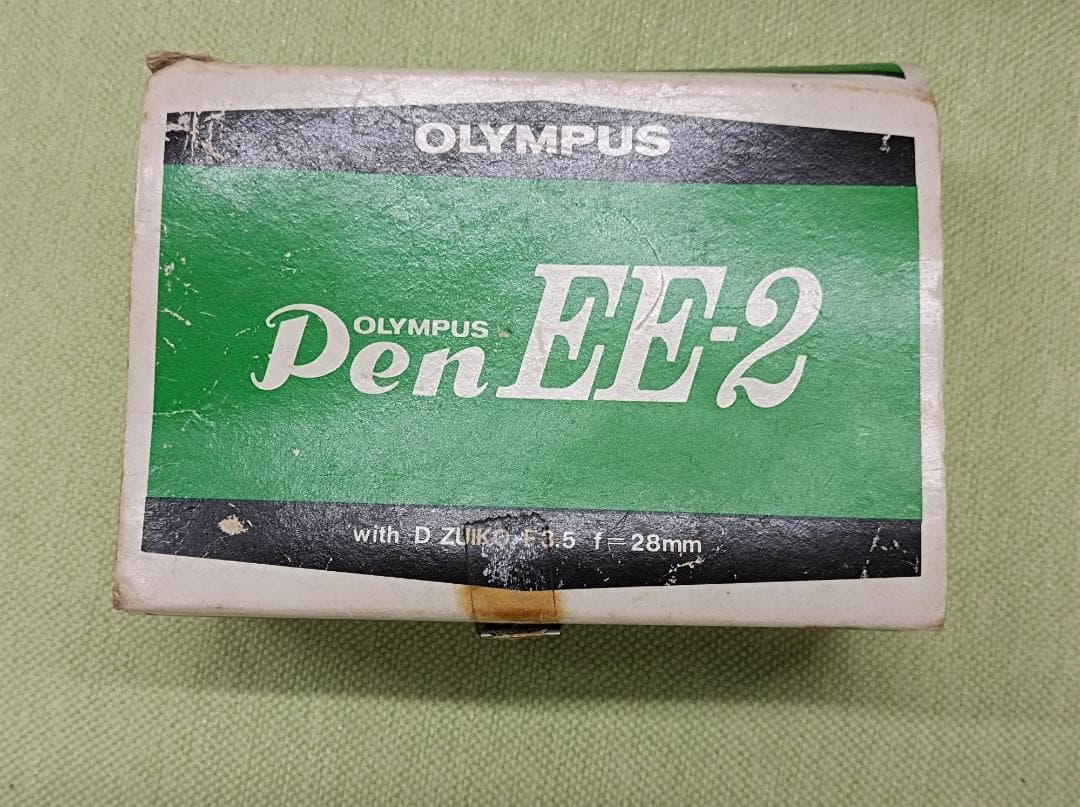 OLYMPUS
OLYMPUS
Pen EE-2
with D ZUIKO F3.5 f=28mm